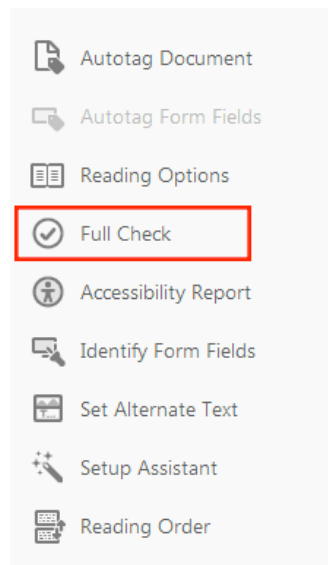 Autotag Document
Autotag Form Fields
Reading Options
Full Check
Accessibility Report
Identify Form Fields
Set Alternate Text
Setup Assistant
Reading Order